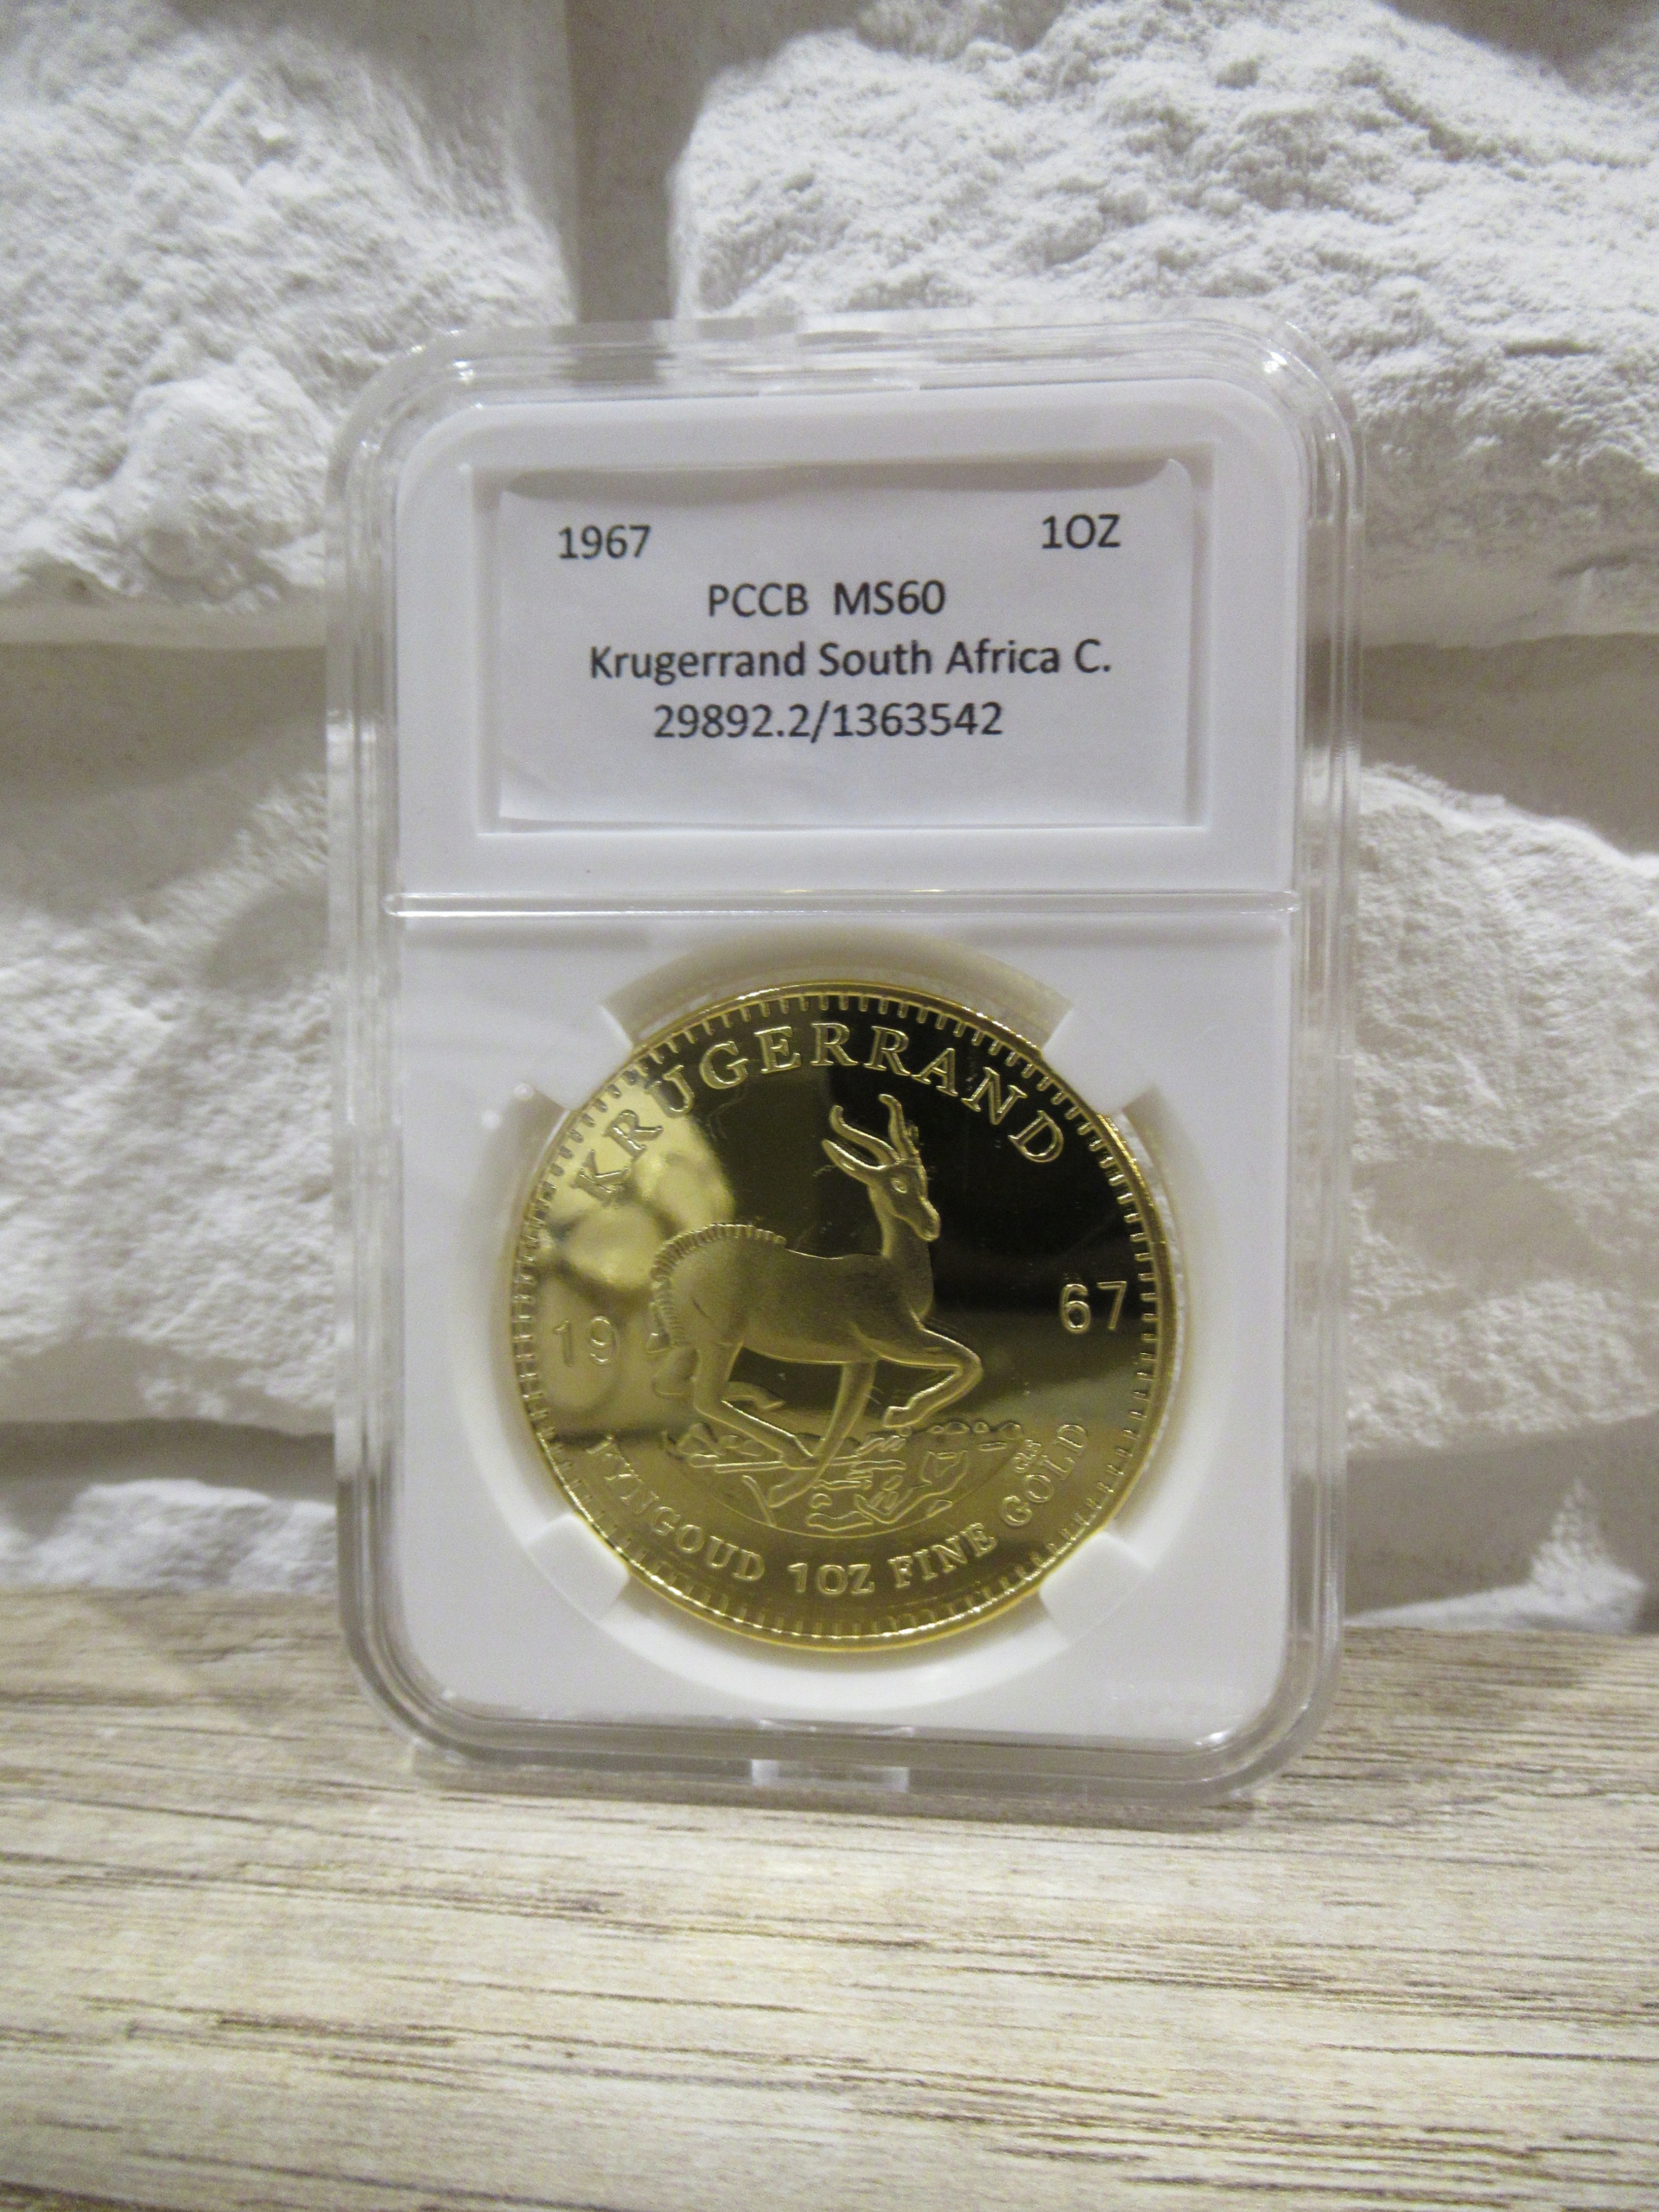 1967 1OZ
PCCB MS60
Krugerrand South Africa C.
29892.2/1363542
KRUGERRAND
19 67
FYNGOUD 1OZ FINE GOLD